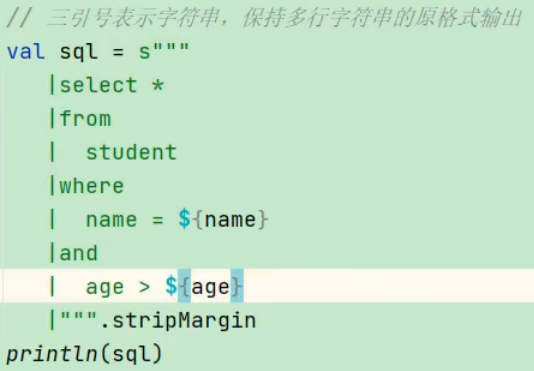 // 三引号表示字符串，保持多行字符串的原格式输出
val sql = s"""
   |select *
   |from
   |  student
   |where
   |  name = ${name}
   |and
   |  age > ${age}
   |""".stripMargin
println(sql)